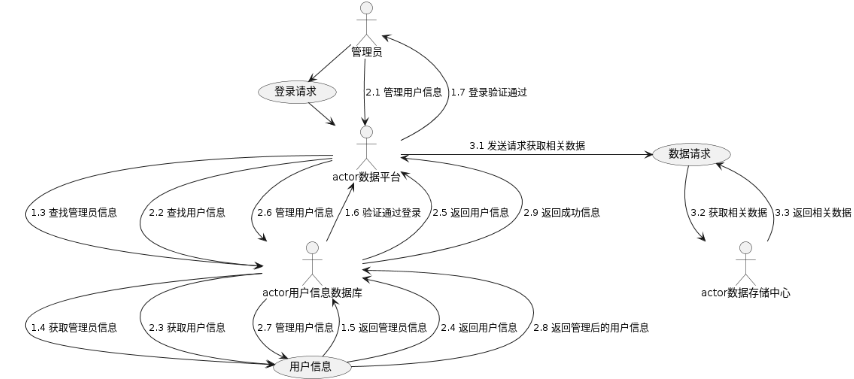 管理员
登录请求
2.1 管理用户信息
1.7 登录验证通过
3.1 发送请求获取相关数据
数据请求
actor数据平台
1.3 查找管理员信息
2.2 查找用户信息
2.6 管理用户信息
1.6 验证通过登录
2.5 返回用户信息
2.9 返回成功信息
3.2 获取相关数据
3.3 返回相关数据
actor用户信息数据库
actor数据存储中心
1.4 获取管理员信息
2.3 获取用户信息
2.7 管理用户信息
1.5 返回管理员信息
2.4 返回用户信息
2.8 返回管理后的用户信息
用户信息